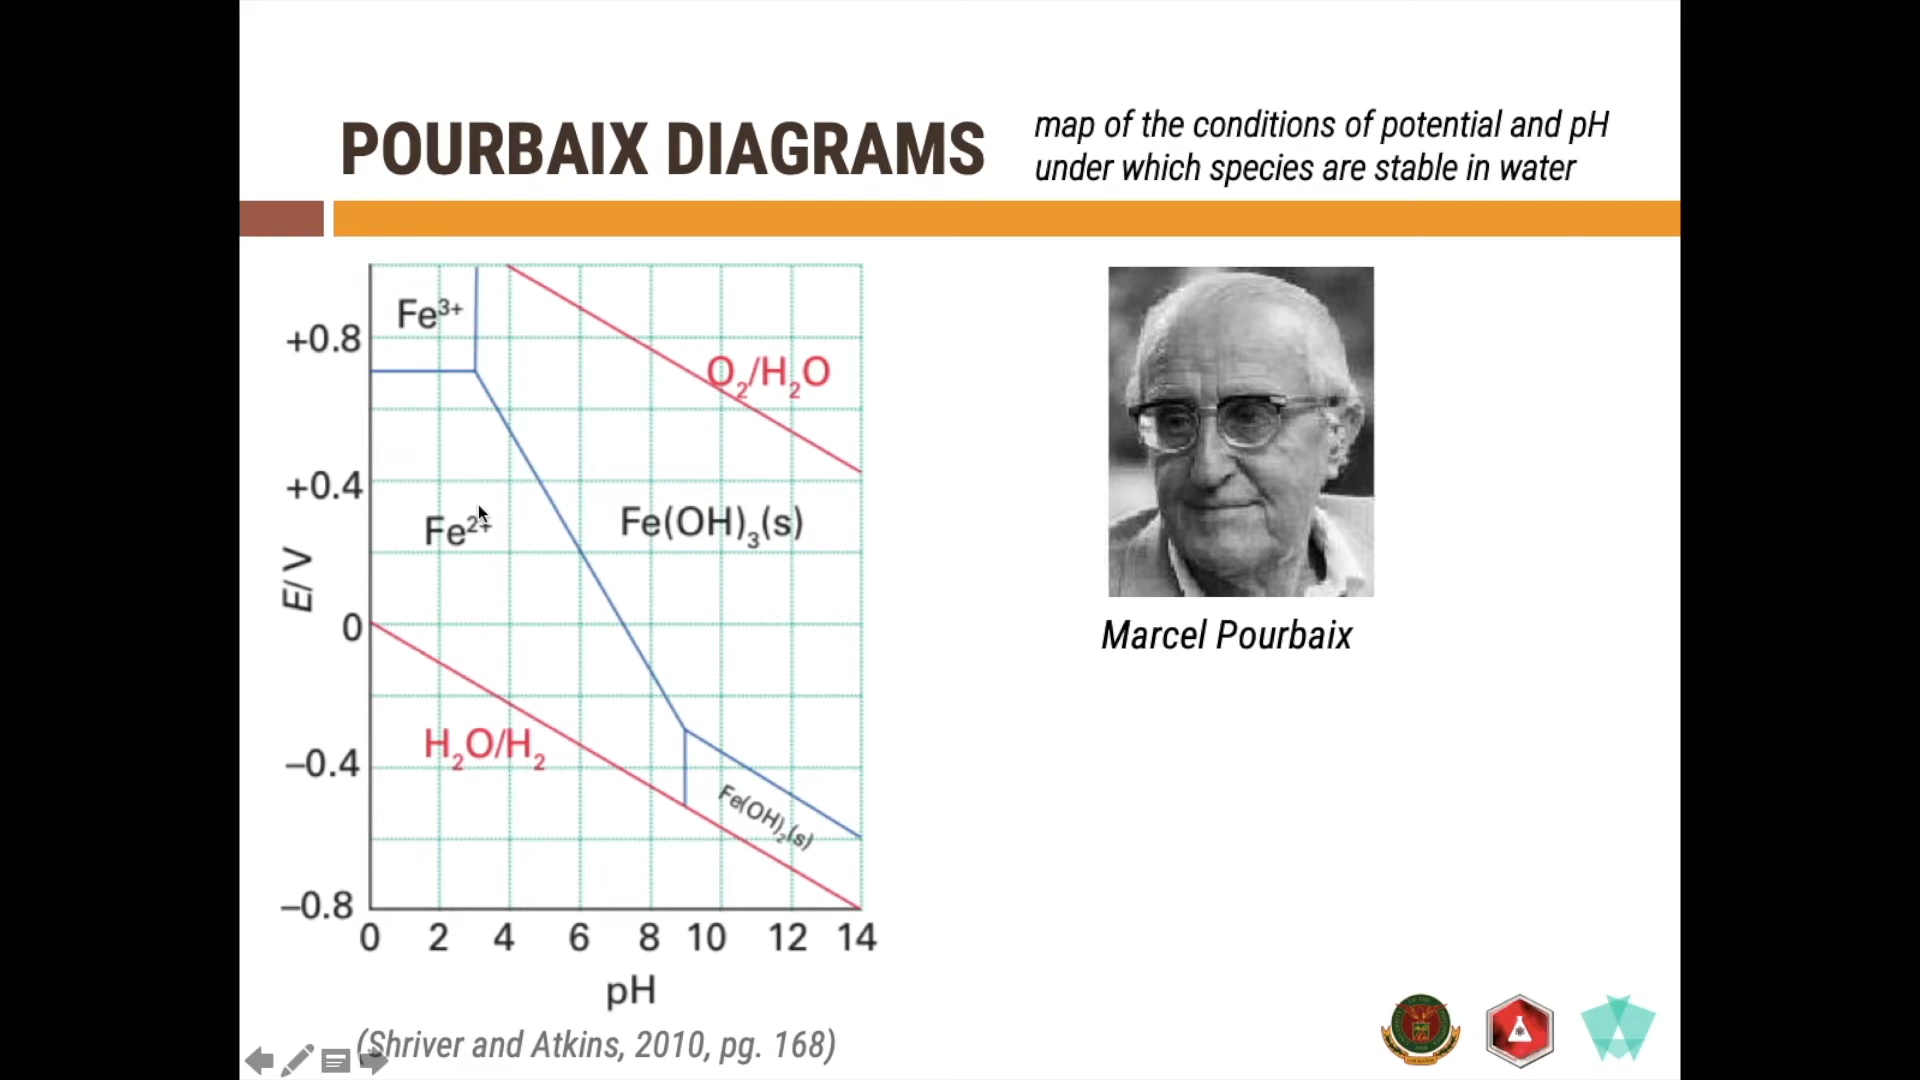 POURBAIX DIAGRAMS
map of the conditions of potential and pH
under which species are stable in water
Fe³⁺
+0.8
O₂/H₂O
+0.4
Fe²⁺
Fe(OH)₃(s)
E/V
0
H₂O/H₂
−0.4
Fe(OH)₂(s)
−0.8
0 2 4 6 8 10 12 14
pH
(Shriver and Atkins, 2010, pg. 168)
Marcel Pourbaix